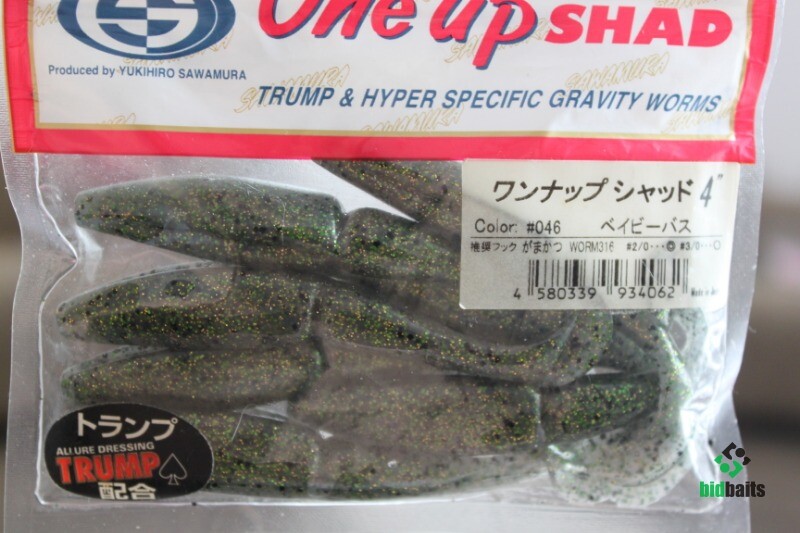 One up SHAD
Produced by YUKIHIRO SAWAMURA
TRUMP & HYPER SPECIFIC GRAVITY WORMS
ワンナップ シャッド 4"
Color: #046 ベイビーバス
推奨フック がまかつ WORM316 #2/0･･･◎ #3/0･･･○
4 580339 934062
トランプ
ALLURE DRESSING
TRUMP
配合
bidbaits